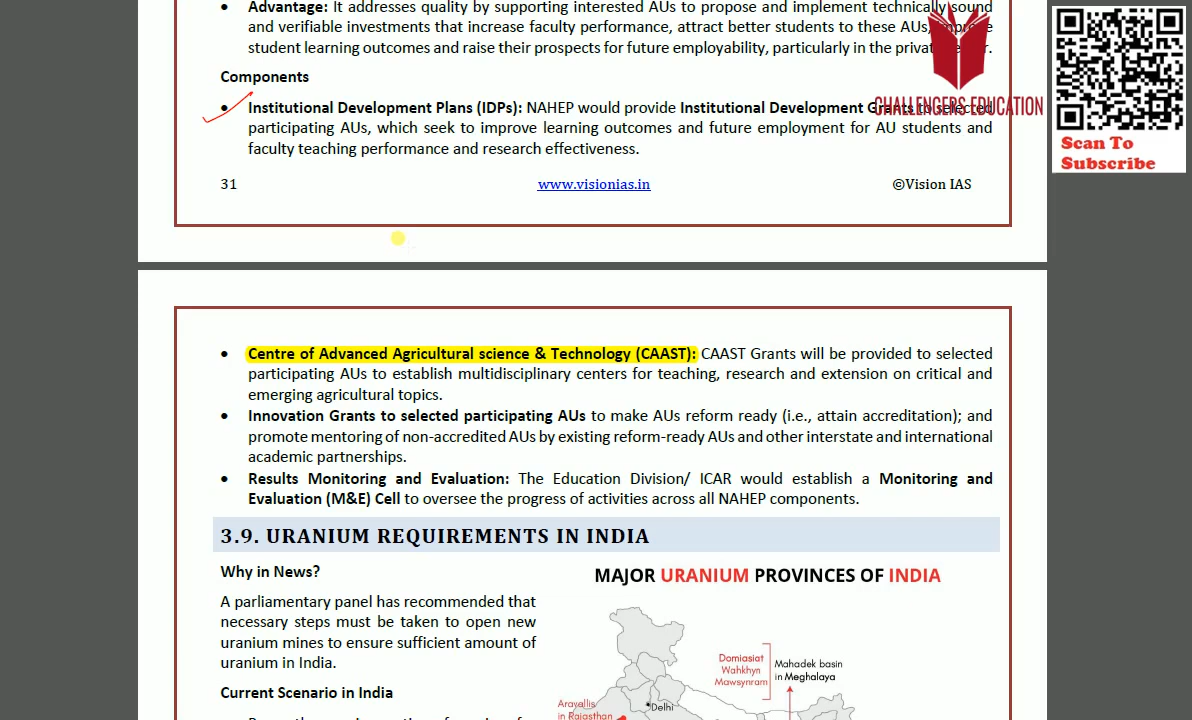 • Advantage: It addresses quality by supporting interested AUs to propose and implement technically sound
and verifiable investments that increase faculty performance, attract better students to these AUs, improve
student learning outcomes and raise their prospects for future employability, particularly in the private
Components
• Institutional Development Plans (IDPs): NAHEP would provide Institutional Development Grants to selected
participating AUs, which seek to improve learning outcomes and future employment for AU students and
faculty teaching performance and research effectiveness.
31 www.visionias.in ©Vision IAS
CHALLENGERS EDUCATION
Scan To
Subscribe
• Centre of Advanced Agricultural science & Technology (CAAST): CAAST Grants will be provided to selected
participating AUs to establish multidisciplinary centers for teaching, research and extension on critical and
emerging agricultural topics.
• Innovation Grants to selected participating AUs to make AUs reform ready (i.e., attain accreditation); and
promote mentoring of non-accredited AUs by existing reform-ready AUs and other interstate and international
academic partnerships.
• Results Monitoring and Evaluation: The Education Division/ ICAR would establish a Monitoring and
Evaluation (M&E) Cell to oversee the progress of activities across all NAHEP components.
3.9. URANIUM REQUIREMENTS IN INDIA
Why in News?
A parliamentary panel has recommended that
necessary steps must be taken to open new
uranium mines to ensure sufficient amount of
uranium in India.
Current Scenario in India
MAJOR URANIUM PROVINCES OF INDIA
Domiasiat
Wahkhyn
Mawsynram
Mahadek basin
in Meghalaya
Delhi
Aravallis
in Rajasthan